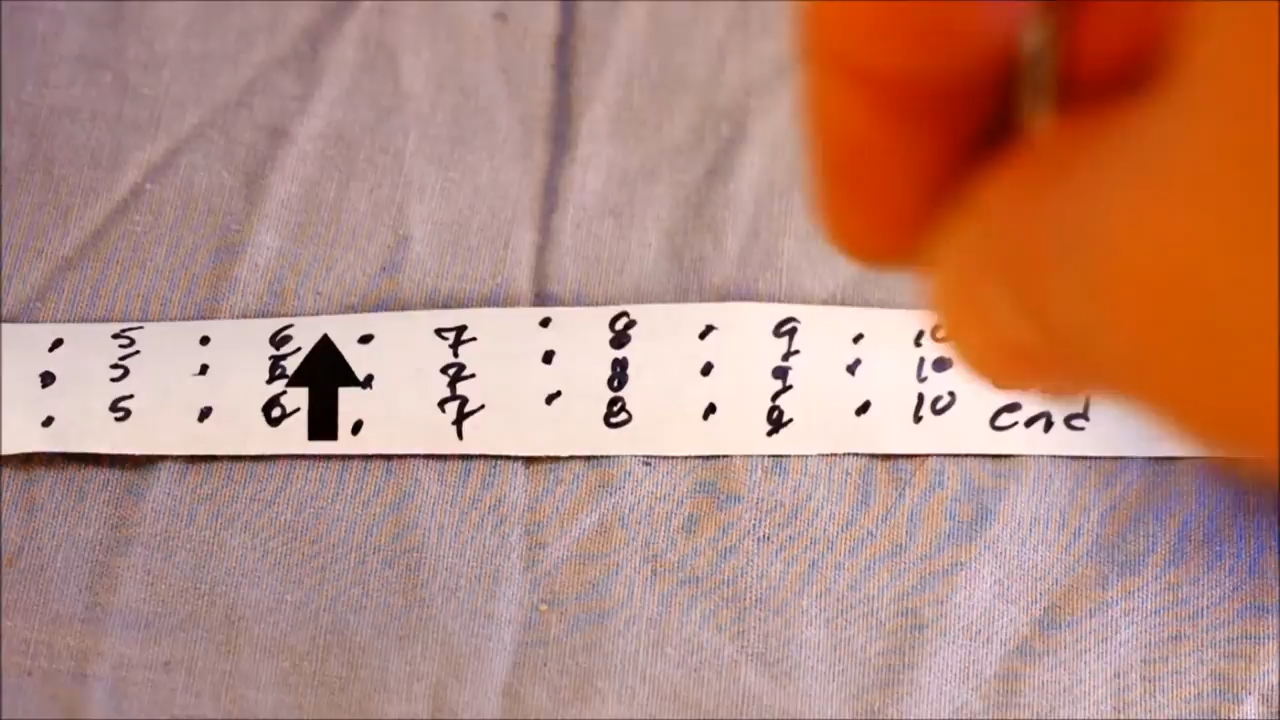 . 5 . 6 . 7 . 8 . 9 . 10
. 5 . 6 . 7 . 8 . 9 . 10
. 5 . 6 . 7 . 8 . 9 . 10 end